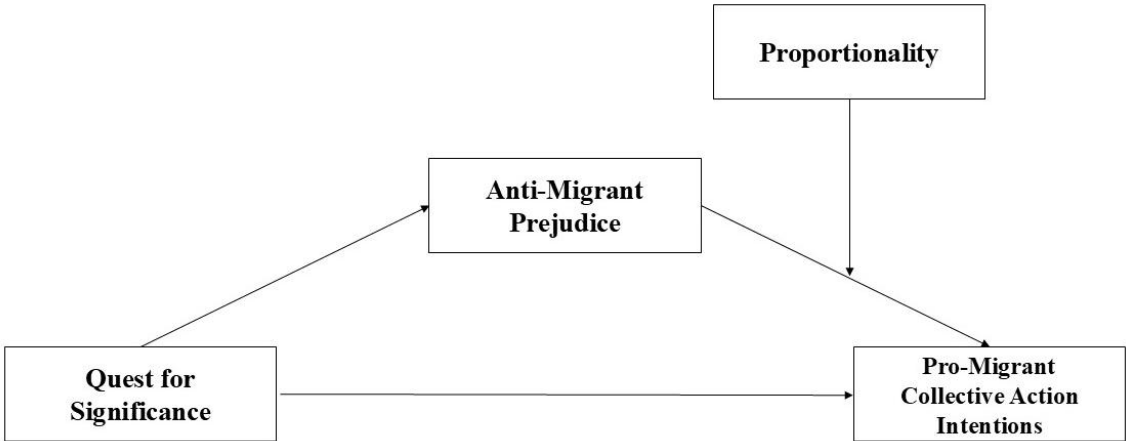 Proportionality
Anti-Migrant
Prejudice
Quest for
Significance
Pro-Migrant
Collective Action
Intentions